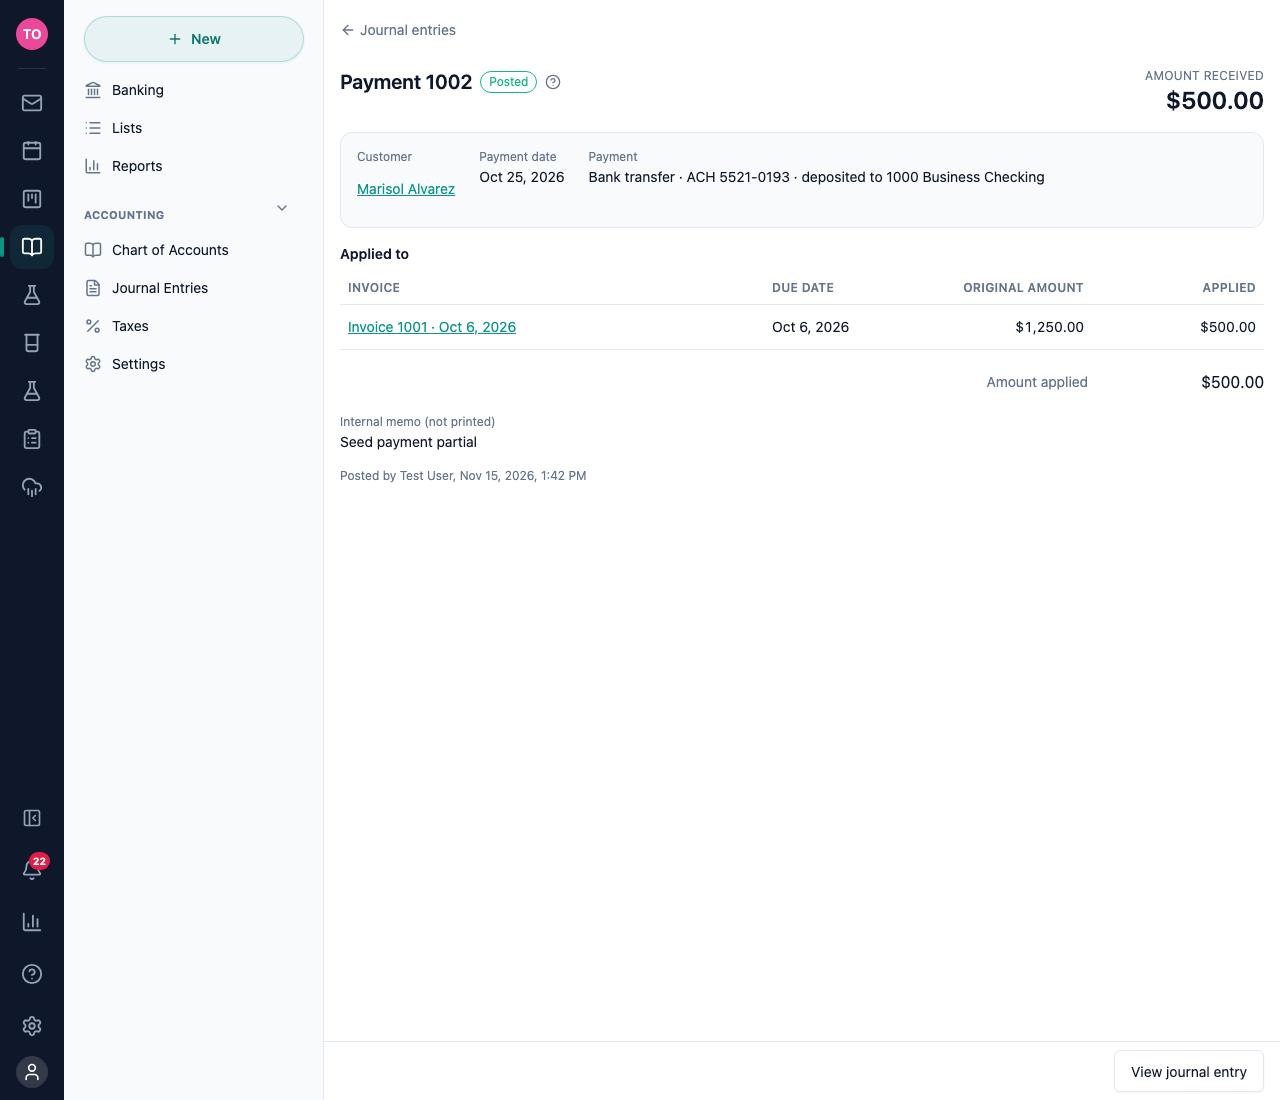 TO
New
Banking
Lists
Reports
ACCOUNTING
Chart of Accounts
Journal Entries
Taxes
Settings
22
Journal entries
Payment 1002 Posted
AMOUNT RECEIVED
$500.00
Customer Payment date Payment
Marisol Alvarez Oct 25, 2026 Bank transfer · ACH 5521-0193 · deposited to 1000 Business Checking
Applied to
INVOICE DUE DATE ORIGINAL AMOUNT APPLIED
Invoice 1001 · Oct 6, 2026 Oct 6, 2026 $1,250.00 $500.00
Amount applied $500.00
Internal memo (not printed)
Seed payment partial
Posted by Test User, Nov 15, 2026, 1:42 PM
View journal entry